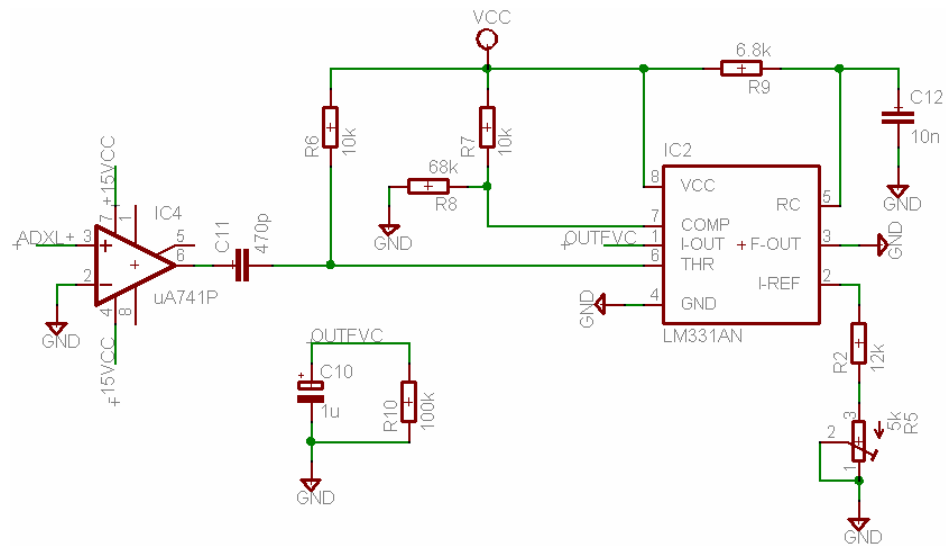 VCC
6.8k
R9
C12
10n
GND
R6
10k
R7
10k
68k
R8
GND
IC2
8
VCC
7
COMP
1
I-OUT
6
THR
4
GND
RC
5
F-OUT
3
I-REF
2
LM331AN
GND
GND
OUTFVC
+15VCC
7
1
IC4
ADXL
3
5
6
2
4
8
uA741P
GND
+15VCC
C11
470p
OUTFVC
C10
1u
R10
100k
GND
R2
12k
3
2
1
5k
R5
GND